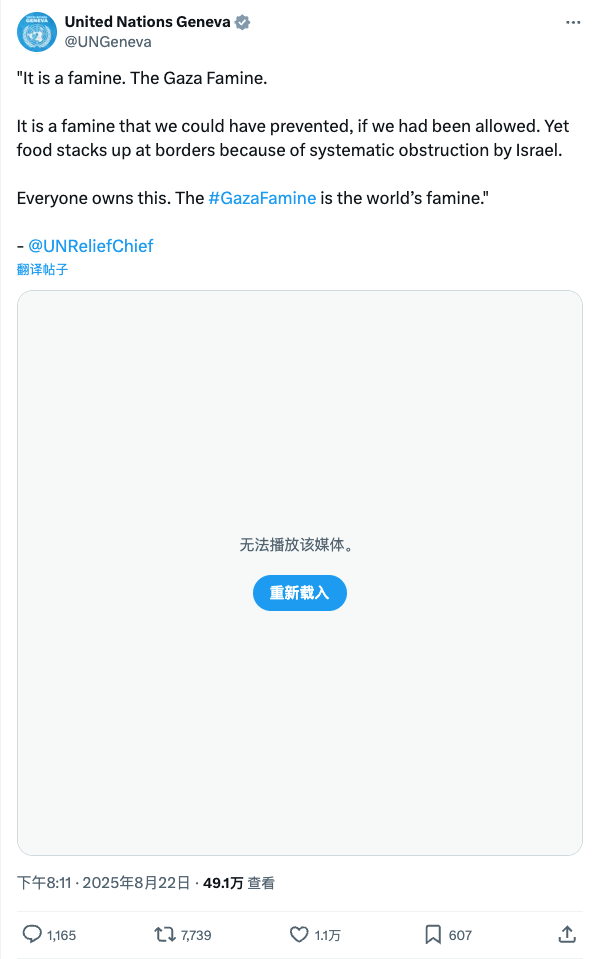 United Nations Geneva
@UNGeneva
"It is a famine. The Gaza Famine.
It is a famine that we could have prevented, if we had been allowed. Yet
food stacks up at borders because of systematic obstruction by Israel.
Everyone owns this. The #GazaFamine is the world’s famine."
- @UNReliefChief
翻译帖子
无法播放该媒体。
重新载入
下午8:11 · 2025年8月22日 · 49.1万 查看
1,165 7,739 1.1万 607